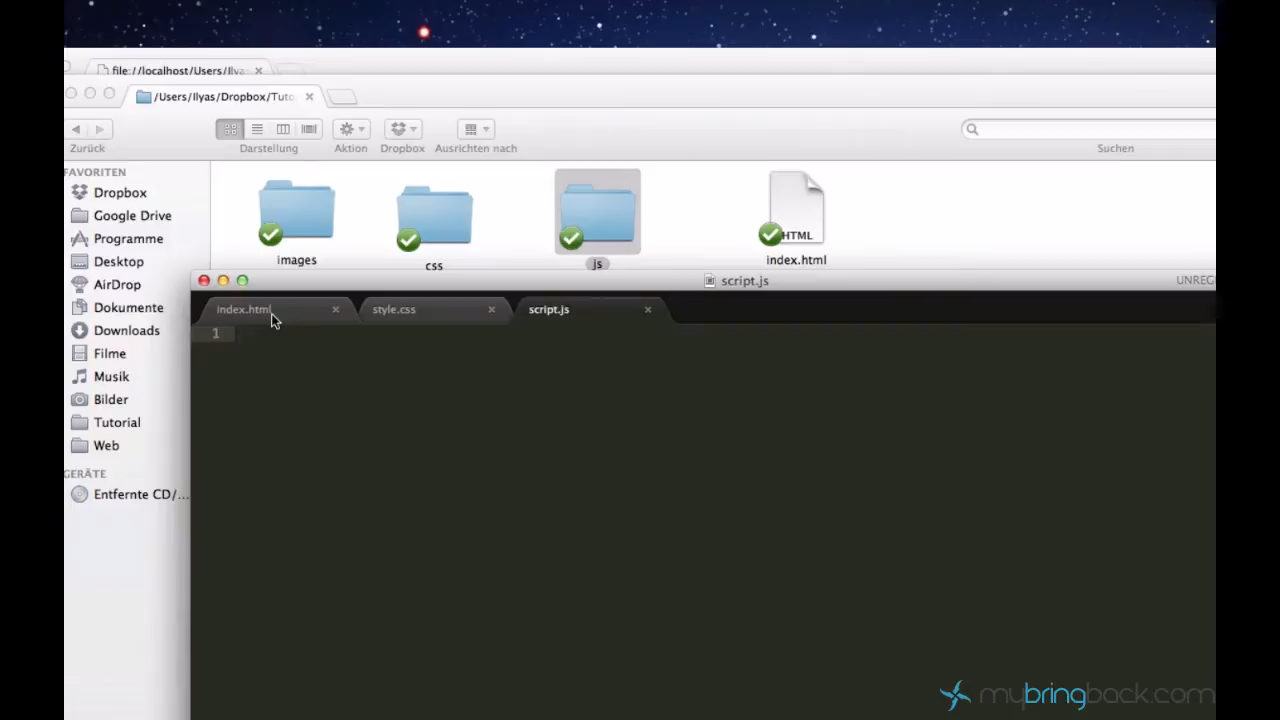 file://localhost/Users/Ilya
/Users/Ilyas/Dropbox/Tuto
Zurück
Darstellung
Aktion
Dropbox
Ausrichten nach
Suchen
FAVORITEN
Dropbox
Google Drive
Programme
Desktop
AirDrop
Dokumente
Downloads
Filme
Musik
Bilder
Tutorial
Web
GERÄTE
Entfernte CD/...
images
css
js
HTML
index.html
script.js
UNREG
index.html
style.css
script.js
1
mybringback.com